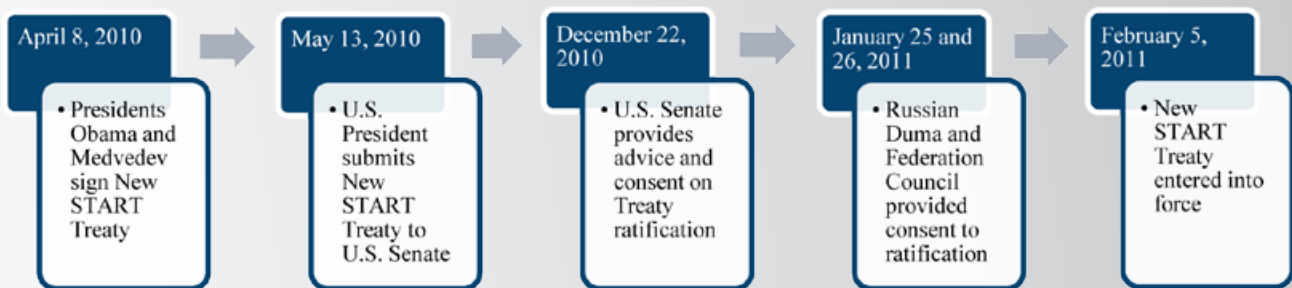 April 8, 2010
• Presidents
Obama and
Medvedev
sign New
START
Treaty
May 13, 2010
• U.S.
President
submits
New
START
Treaty to
U.S. Senate
December 22,
2010
• U.S. Senate
provides
advice and
consent on
Treaty
ratification
January 25 and
26, 2011
• Russian
Duma and
Federation
Council
provided
consent to
ratification
February 5,
2011
• New
START
Treaty
entered into
force